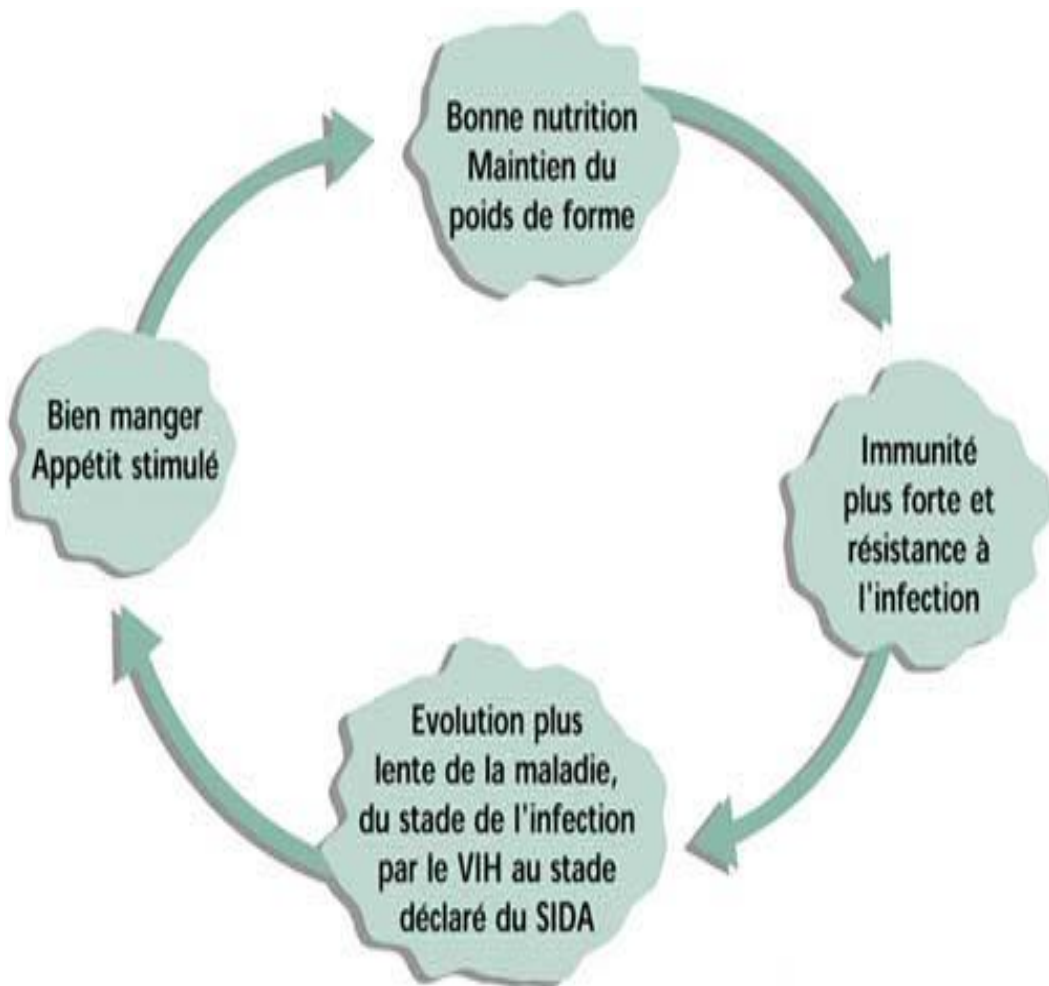 Bonne nutrition
Maintien du
poids de forme
Immunité
plus forte et
résistance à
l'infection
Evolution plus
lente de la maladie,
du stade de l'infection
par le VIH au stade
déclaré du SIDA
Bien manger
Appétit stimulé